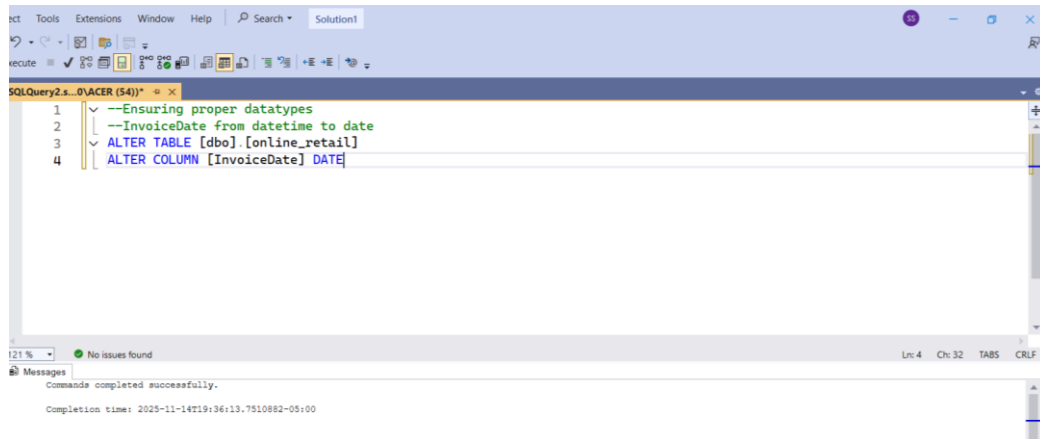 ect Tools Extensions Window Help Search Solution1 SS
xecute
SQLQuery2.s...0\ACER (54))*
1 --Ensuring proper datatypes
2 --InvoiceDate from datetime to date
3 ALTER TABLE [dbo].[online_retail]
4 ALTER COLUMN [InvoiceDate] DATE
121 % No issues found Ln: 4 Ch: 32 TABS CRLF
Messages
Commands completed successfully.
Completion time: 2025-11-14T19:36:13.7510882-05:00